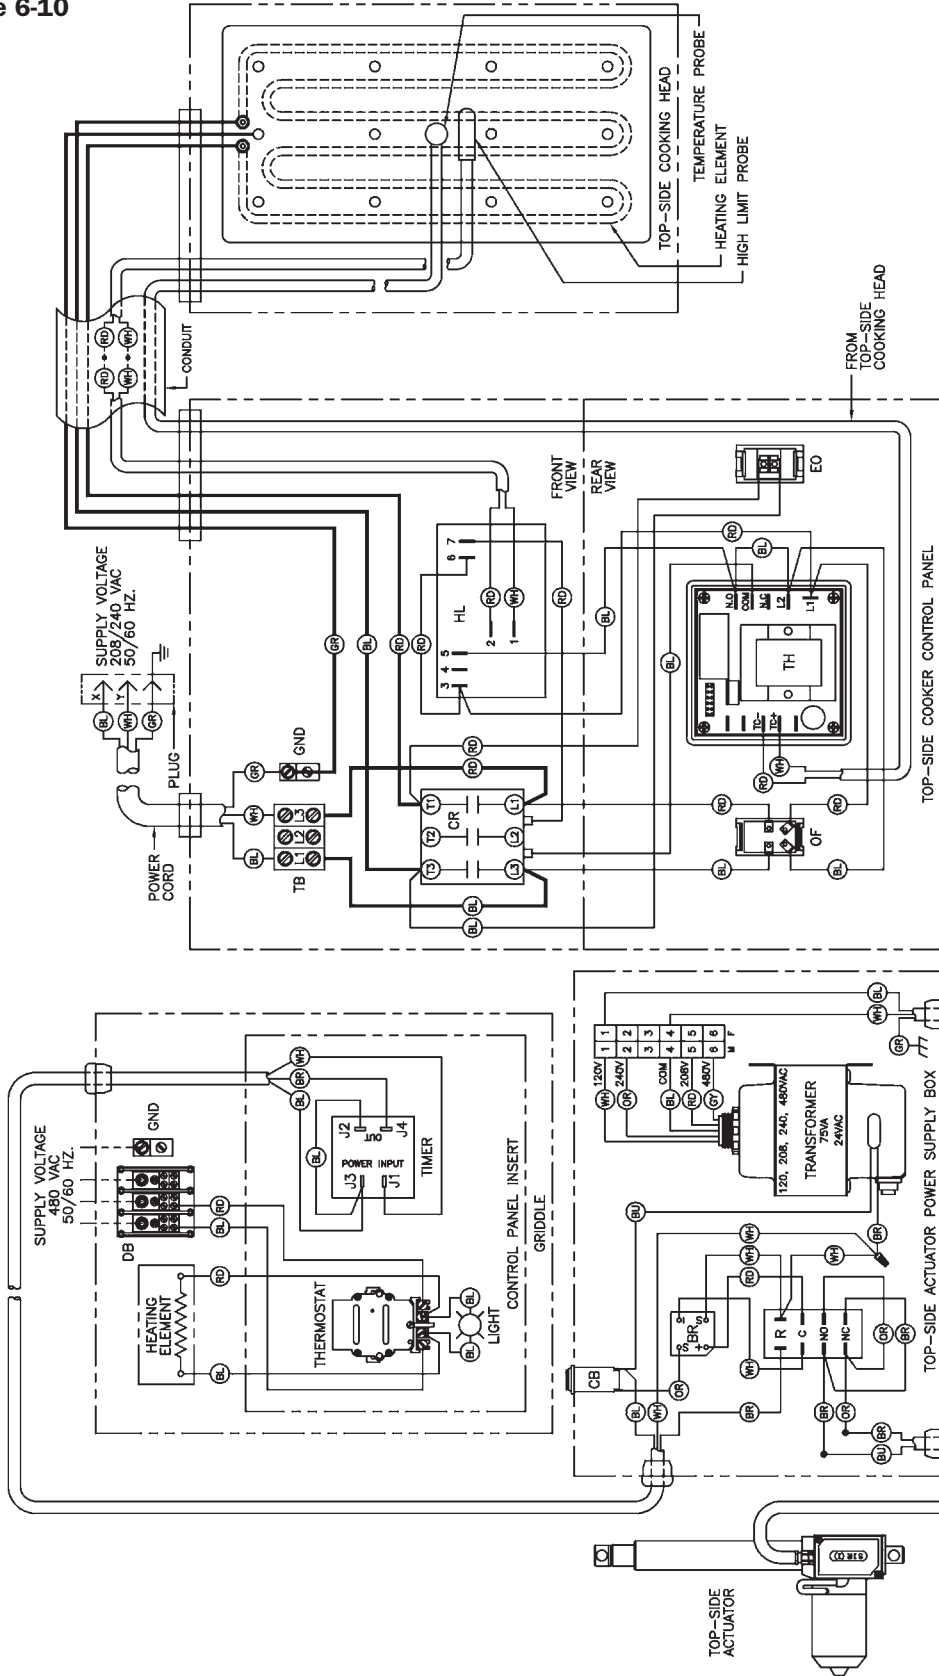 e 6-10
SUPPLY VOLTAGE
208/240 VAC
50/60 HZ.
X
Y
BL
WH
GR
PLUG
POWER
CORD
BL
WH
GR
GND
TB
L1
L2
L3
CONDUIT
RD
RD
WH
WH
TOP-SIDE COOKING HEAD
TEMPERATURE PROBE
HEATING ELEMENT
HIGH LIMIT PROBE
GR
BL
RD
RD
HL
3
4
5
6
7
2
1
RD
WH
RD
BL
RD
BL
BL
FRONT
VIEW
REAR
VIEW
FROM
TOP-SIDE
COOKING HEAD
EO
CR
T1
T2
T3
L1
L2
L3
RD
RD
BL
BL
TH
N.O
COM
N.C
L2
L1
TC-
TC+
RD
WH
OF
RD
RD
BL
BL
TOP-SIDE COOKER CONTROL PANEL
SUPPLY VOLTAGE
480 VAC
50/60 HZ.
GND
DB
RD
BL
HEATING
ELEMENT
RD
BL
THERMOSTAT
BL
BL
LIGHT
WH
BR
BL
BL
J2
J4
OUT
POWER INPUT
J3
J1
TIMER
CONTROL PANEL INSERT
GRIDDLE
120V
240V
COM
208V
480V
WH
OR
BL
RD
GY
1 1
2 2
3 3
4 4
5 5
6 6
M F
BL
WH
GR
120, 208, 240, 480VAC
TRANSFORMER
75VA
24VAC
BU
BR
WH
WH
RD
WH
BR
S
S
+
-
CB
OR
BL
WH
WH
BR
R
C
NO
NC
OR
BR
BR
OR
BU
BR
TOP-SIDE ACTUATOR POWER SUPPLY BOX
TOP-SIDE
ACTUATOR